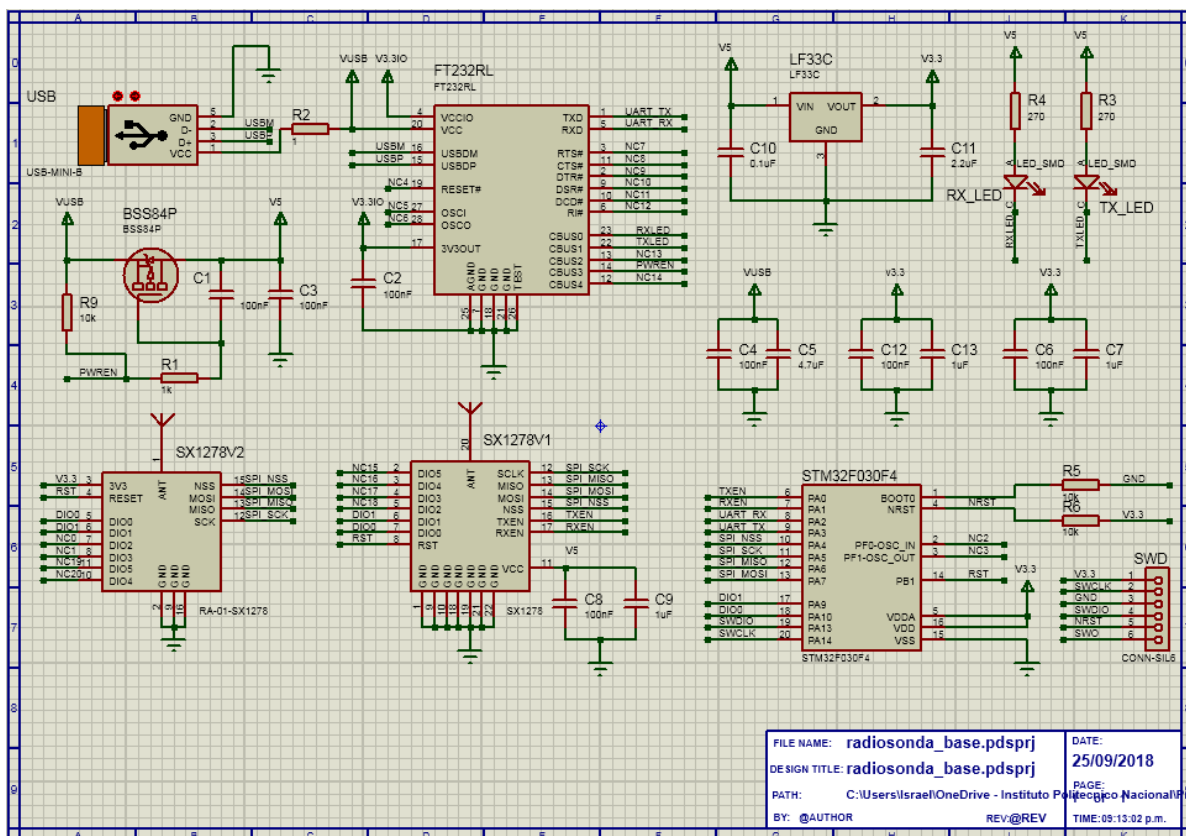 A B C D E F G H J K
0
1
2
3
4
5
6
7
8
9
USB
GND 5
D- 2 USBM
D+ 3 USBP
VCC 1
USB-MINI-B
R2
1
VUSB
V3.3IO
FT232RL
FT232RL
4 VCCIO
20 VCC
USBM 16 USBDM
USBP 15 USBDP
NC4 19 RESET#
NC5 27 OSCI
NC6 28 OSCO
V3.3IO
17 3V3OUT
TXD 1 UART_TX
RXD 5 UART_RX
RTS# 3 NC7
CTS# 11 NC8
DTR# 2 NC9
DSR# 9 NC10
DCD# 10 NC11
RI# 6 NC12
CBUS0 23 RXLED
CBUS1 22 TXLED
CBUS2 13 NC13
CBUS3 14 PWREN
CBUS4 12 NC14
AGND GND GND GND TEST
25 7 18 21 26
C2
100nF
V5
LF33C
LF33C
V3.3
1 VIN VOUT 2
GND
3
C10
0.1uF
C11
2.2uF
V5 V5
R4
270
R3
270
A LED_SMD
A LED_SMD
RX_LED
TX_LED
C
C
RXLED
TXLED
VUSB
BSS84P
BSS84P
V5
C1
100nF
C3
100nF
R9
10k
PWREN
R1
1k
VUSB
C4
100nF
C5
4.7uF
v3.3
C12
100nF
C13
1uF
v3.3
C6
100nF
C7
1uF
SX1278V2
1
ANT
V3.3 3 3V3
RST 4 RESET
DIO0 5 DIO0
DIO1 6 DIO1
NC0 7 DIO2
NC1 8 DIO3
NC19 11 DIO5
NC20 10 DIO4
NSS 15 SPI_NSS
MOSI 14 SPI_MOSI
MISO 13 SPI_MISO
SCK 12 SPI_SCK
GND GND GND
2 9 16
RA-01-SX1278
SX1278V1
20
ANT
NC15 2 DIO5
NC16 3 DIO4
NC17 4 DIO3
NC18 5 DIO2
DIO1 6 DIO1
DIO0 7 DIO0
RST 8 RST
SCLK 12 SPI_SCK
MISO 13 SPI_MISO
MOSI 14 SPI_MOSI
NSS 15 SPI_NSS
TXEN 16 TXEN
RXEN 17 RXEN
VCC 11
V5
GND GND GND GND GND GND GND
1 9 10 18 19 21 22
SX1278
C8
100nF
C9
1uF
STM32F030F4
TXEN 6 PA0
RXEN 7 PA1
UART_RX 8 PA2
UART_TX 9 PA3
SPI_NSS 10 PA4
SPI_SCK 11 PA5
SPI_MISO 12 PA6
SPI_MOSI 13 PA7
DIO1 17 PA9
DIO0 18 PA10
SWDIO 19 PA13
SWCLK 20 PA14
BOOT0 1
NRST 4 NRST
PF0-OSC_IN 2 NC2
PF1-OSC_OUT 3 NC3
PB1 14 RST
VDDA 5
VDD 16
VSS 15
V3.3
STM32F030F4
R5
10k
GND
R6
10k
V3.3
SWD
V3.3 1
SWCLK 2
GND 3
SWDIO 4
NRST 5
SWO 6
CONN-SIL6
FILE NAME: radiosonda_base.pdsprj
DESIGN TITLE: radiosonda_base.pdsprj
PATH: C:\Users\Israel\OneDrive - Instituto Politecnico Nacional\P
BY: @AUTHOR REV:@REV
DATE:
25/09/2018
PAGE:
1 OF 1
TIME:09:13:02 p.m.